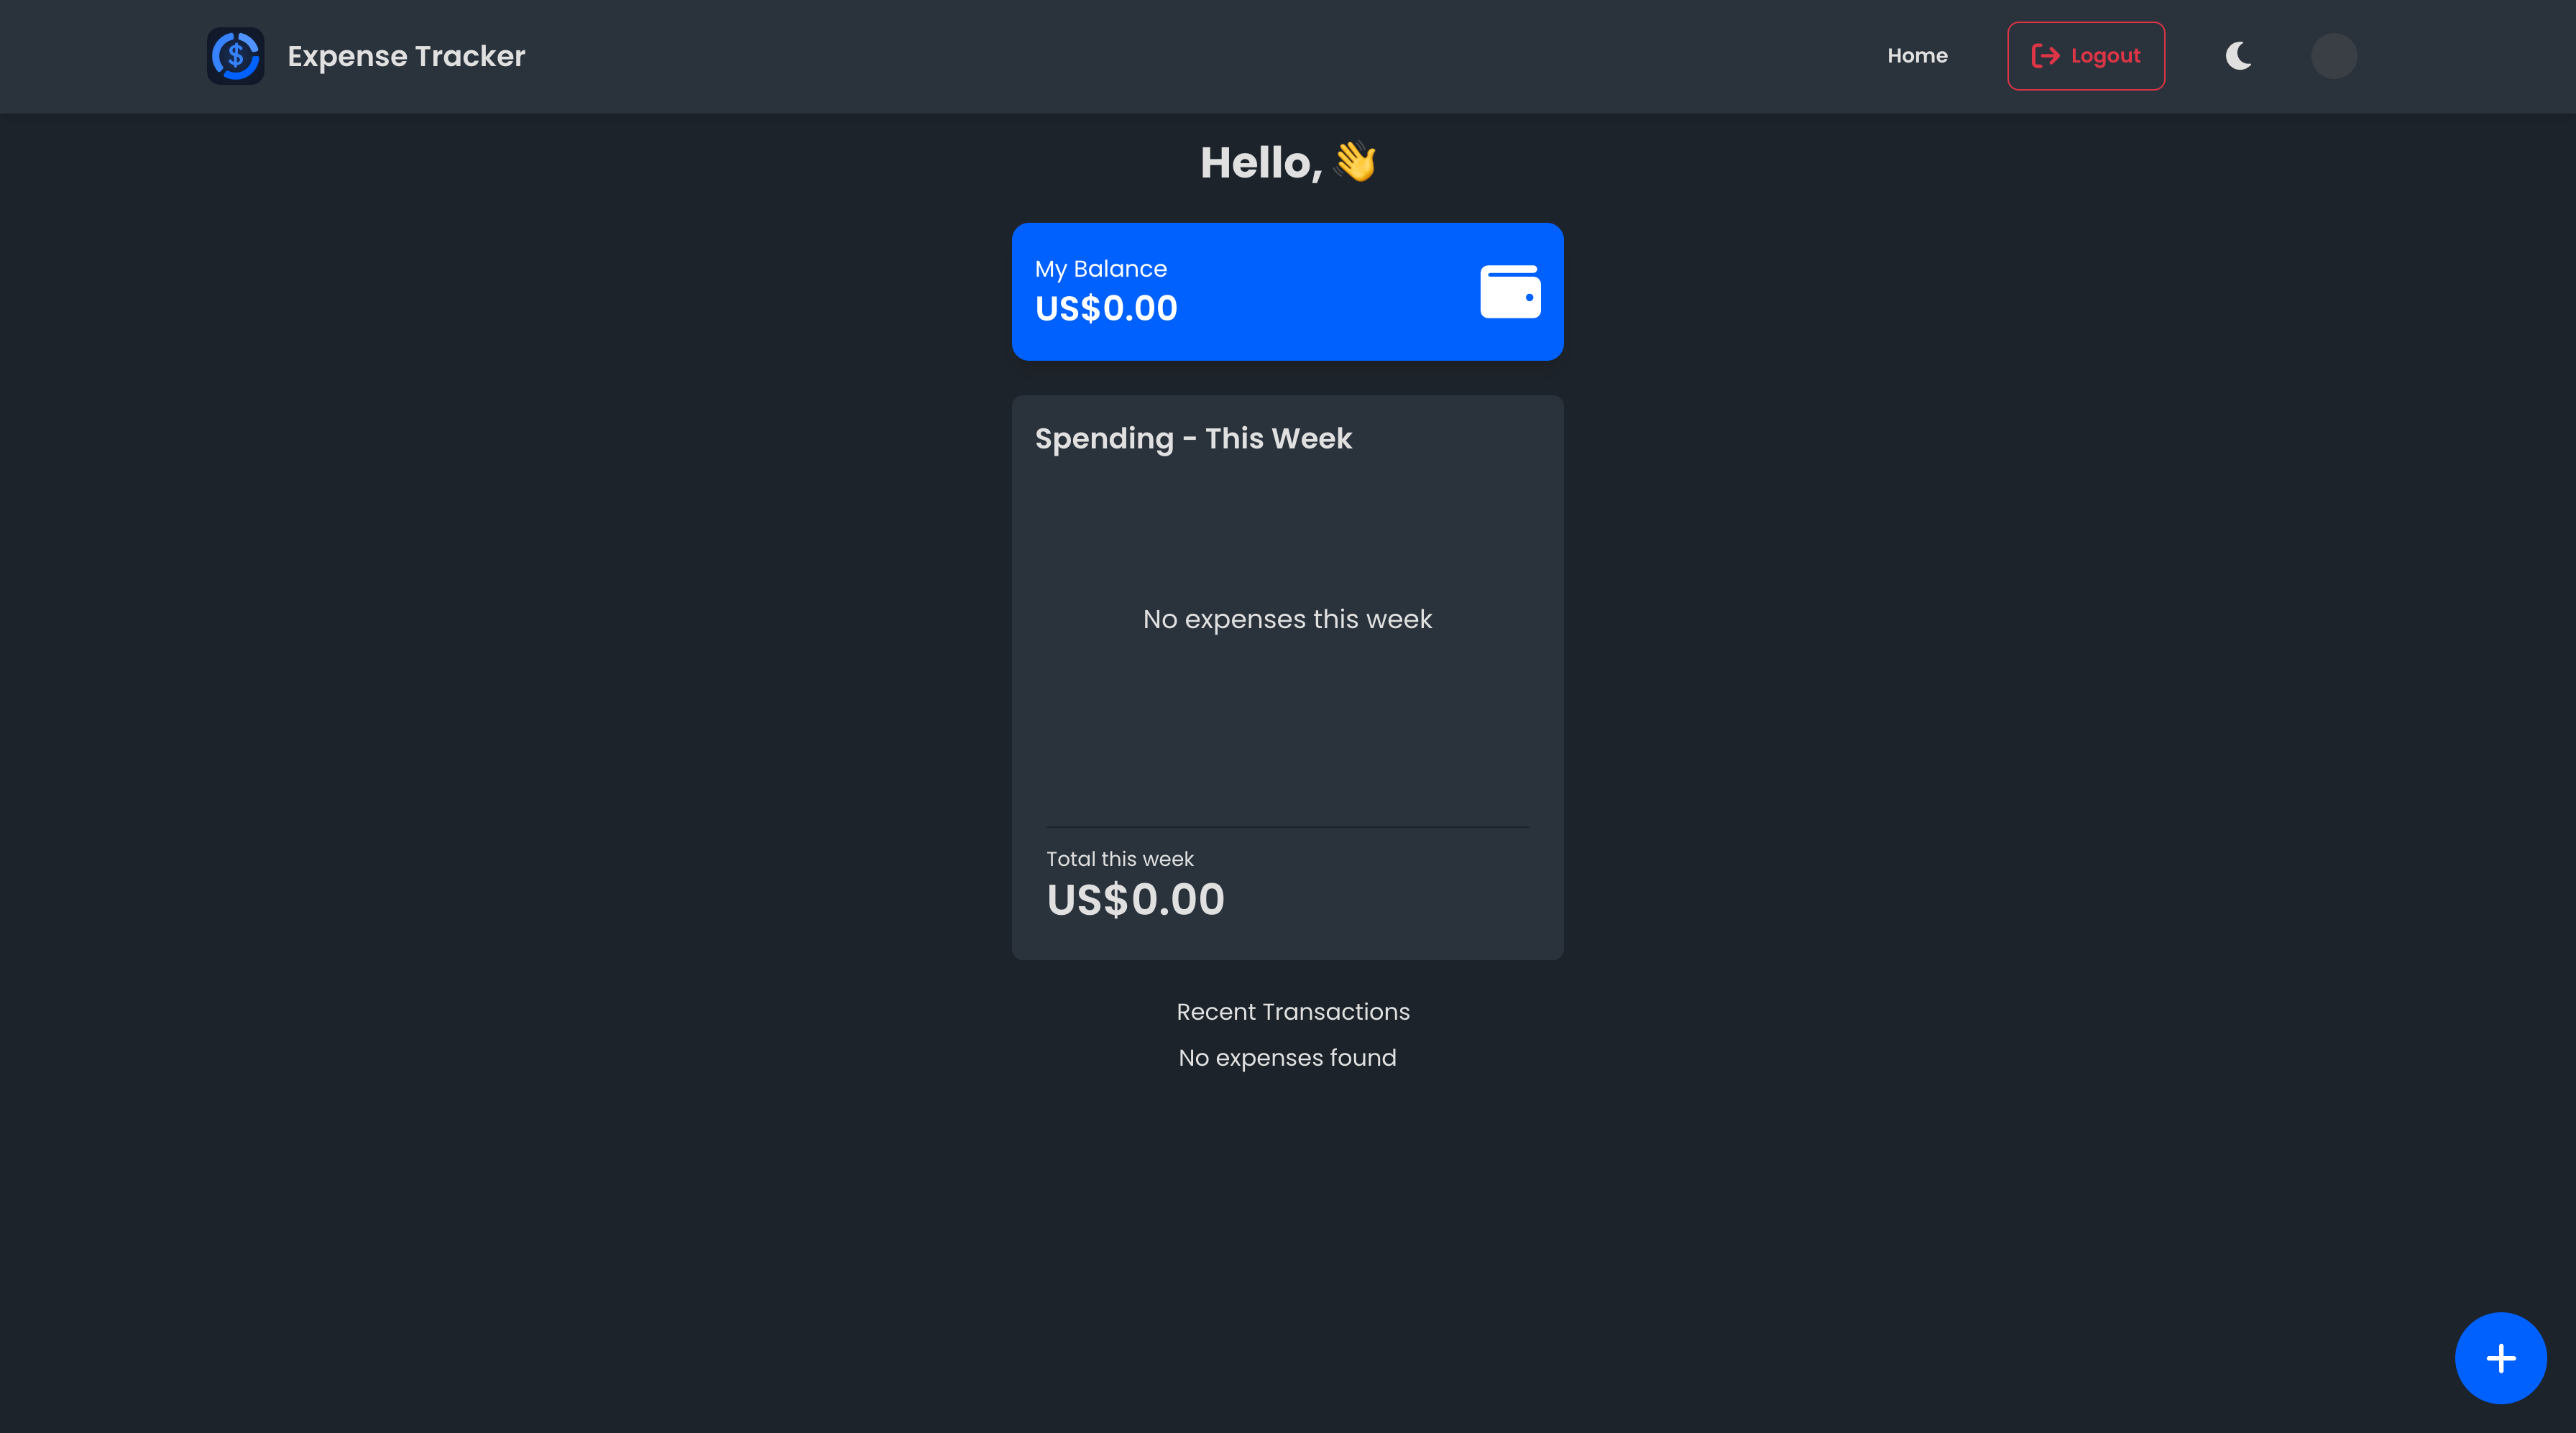 Expense Tracker
Home
Logout
Hello, 👋
My Balance
US$0.00
Spending - This Week
No expenses this week
Total this week
US$0.00
Recent Transactions
No expenses found